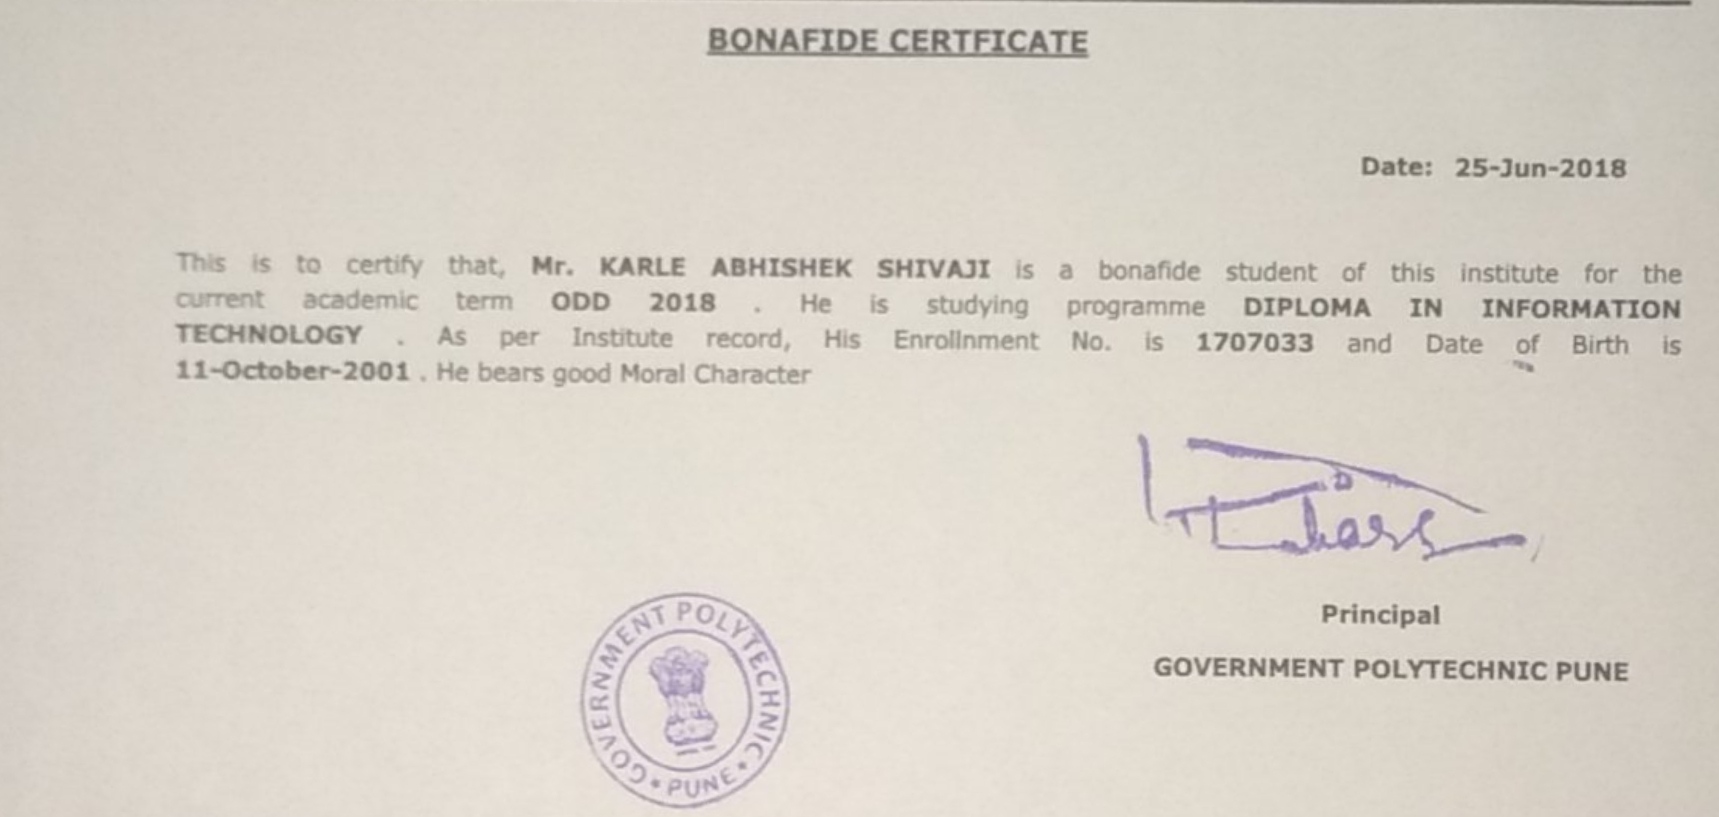 BONAFIDE CERTFICATE
Date: 25-Jun-2018
This is to certify that, Mr. KARLE ABHISHEK SHIVAJI is a bonafide student of this institute for the
current academic term ODD 2018 . He is studying programme DIPLOMA IN INFORMATION
TECHNOLOGY . As per Institute record, His Enrollnment No. is 1707033 and Date of Birth is
11-October-2001 . He bears good Moral Character
Principal
GOVERNMENT POLYTECHNIC PUNE
GOVERNMENT POLYTECHNIC
• PUNE •